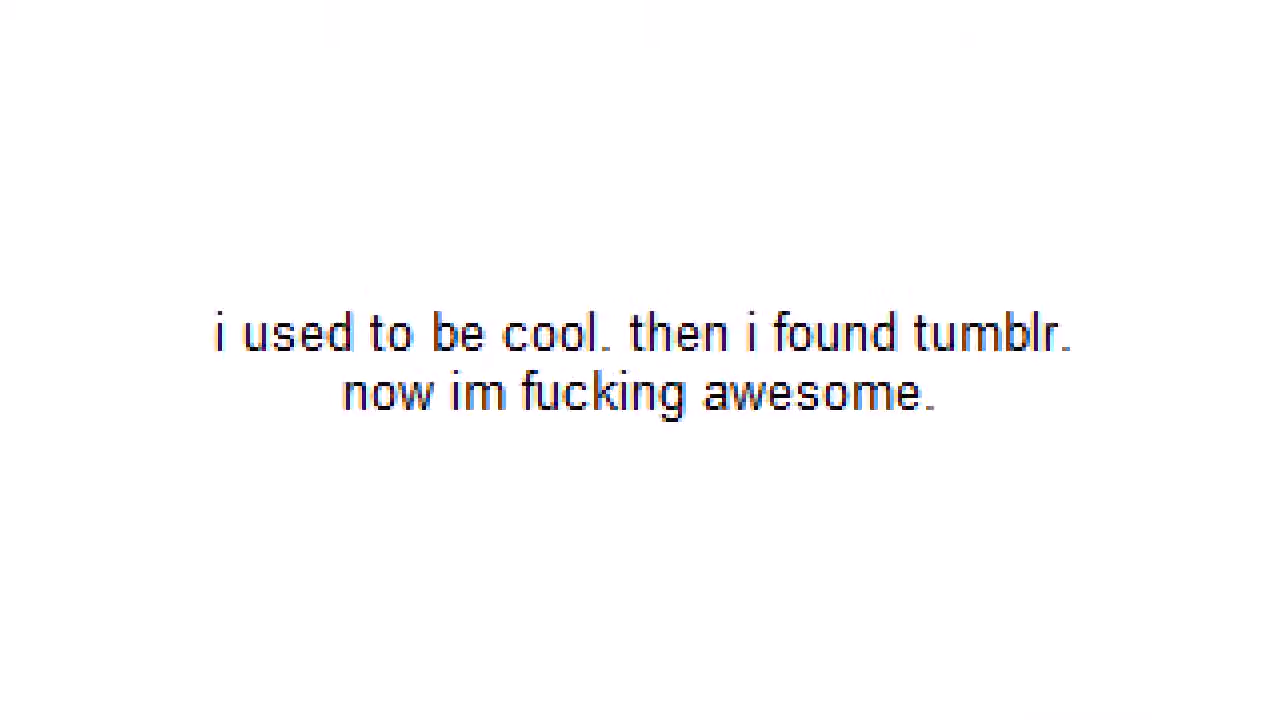 i used to be cool. then i found tumblr.
now im fucking awesome.